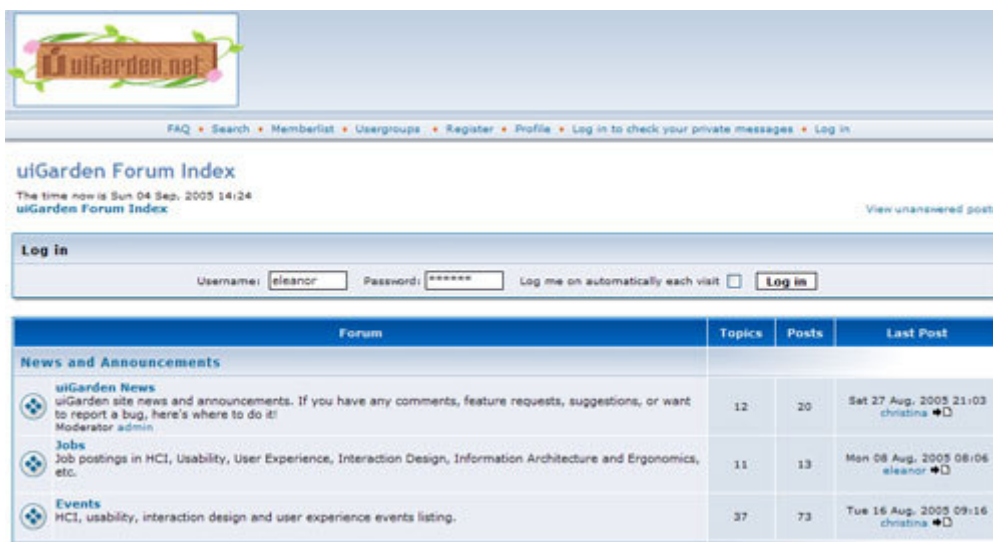 uiGarden.net
FAQ • Search • Memberlist • Usergroups • Register • Profile • Log in to check your private messages • Log in
uiGarden Forum Index
The time now is Sun 04 Sep, 2005 14:24
uiGarden Forum Index
View unanswered posts
Log in
Username: eleanor Password: ****** Log me on automatically each visit Log in
Forum Topics Posts Last Post
News and Announcements
uiGarden News
uiGarden site news and announcements. If you have any comments, feature requests, suggestions, or want
to report a bug, here's where to do it!
Moderator admin
12 20 Sat 27 Aug, 2005 21:03
christina
Jobs
Job postings in HCI, Usability, User Experience, Interaction Design, Information Architecture and Ergonomics,
etc.
11 13 Mon 08 Aug, 2005 08:06
eleanor
Events
HCI, usability, interaction design and user experience events listing.
37 73 Tue 16 Aug, 2005 09:16
christina